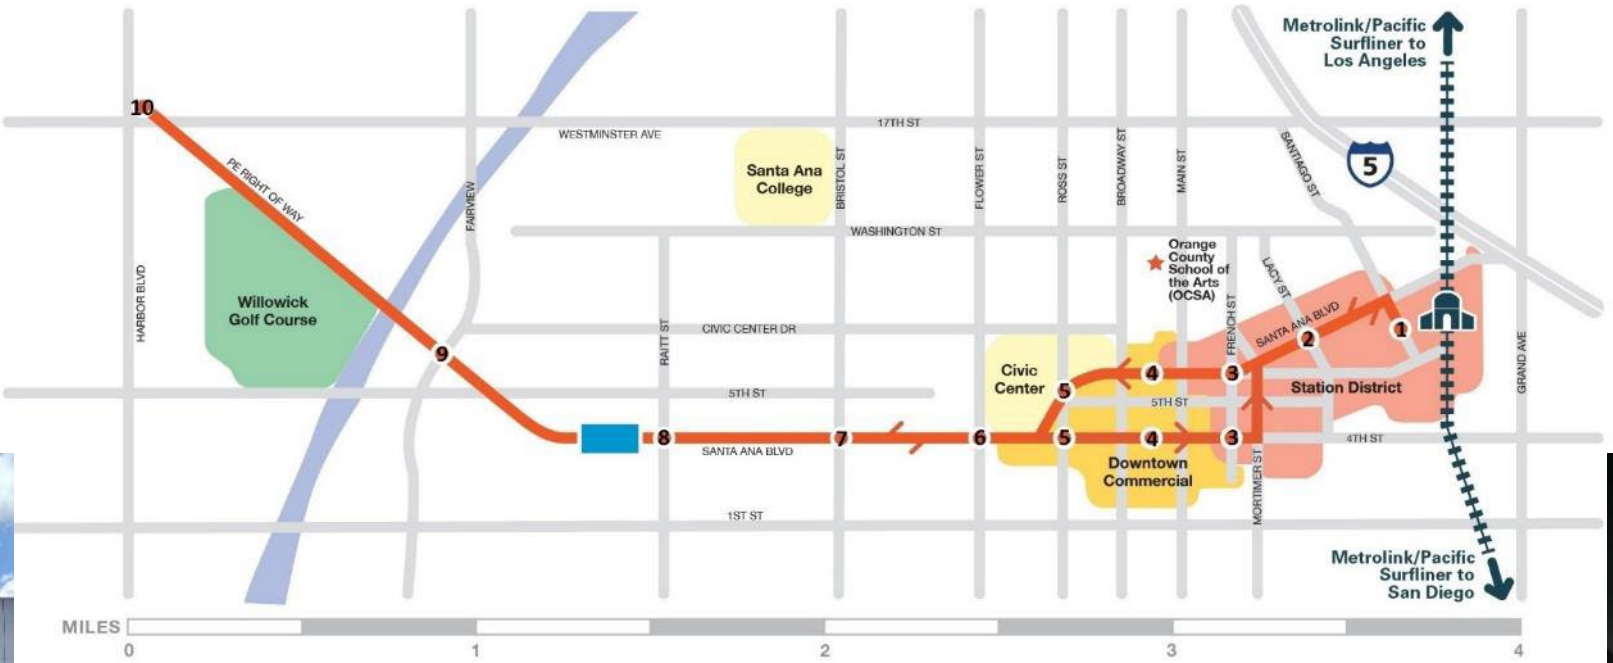 Metrolink/Pacific
Surfliner to
Los Angeles
10
WESTMINSTER AVE
17TH ST
5
PE RIGHT OF WAY
FAIRVIEW
Santa Ana
College
BRISTOL ST
FLOWER ST
ROSS ST
BROADWAY ST
MAIN ST
SANTIAGO ST
WASHINGTON ST
Orange
County
School of
the Arts
(OCSA)
LACY ST
HARBOR BLVD
Willowick
Golf Course
RAITT ST
CIVIC CENTER DR
FRENCH ST
SANTA ANA BLVD
2
1
GRAND AVE
9
Civic
Center
4
3
5
5TH ST
5TH ST
Station District
8
7
6
5
4
3
4TH ST
SANTA ANA BLVD
Downtown
Commercial
MORTIMER ST
1ST ST
Metrolink/Pacific
Surfliner to
San Diego
MILES
0
1
2
3
4